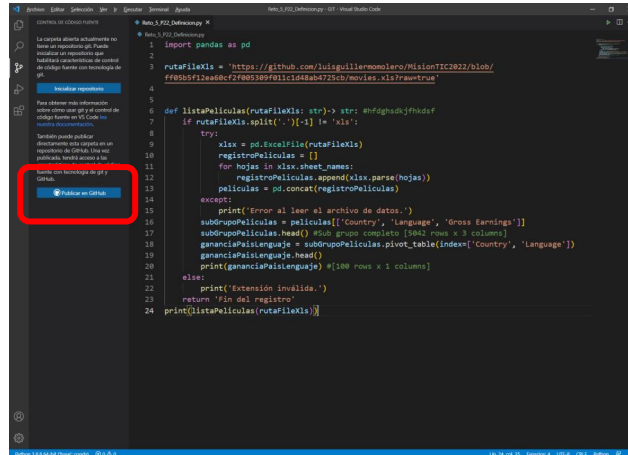 Archivo Editar Selección Ver Ir Ejecutar Terminal Ayuda
Reto_5_P22_Definicion.py - GIT - Visual Studio Code
CONTROL DE CÓDIGO FUENTE
La carpeta abierta actualmente no
tiene un repositorio git. Puede
inicializar un repositorio que
habilitará características de control
de código fuente con tecnología de
git.
Inicializar repositorio
Para obtener más información
sobre cómo usar git y el control de
código fuente en VS Code lea
nuestra documentación.
También puede publicar
directamente esta carpeta en un
repositorio de GitHub. Una vez
publicada, tendrá acceso a las
fuente con tecnología de git y
GitHub.
Publicar en GitHub
Reto_5_P22_Definicion.py
Reto_5_P22_Definicion.py
1 import pandas as pd
2
3 rutaFileXls = 'https://github.com/luisguillermomolero/MisionTIC2022/blob/
ff05b5f12ea60cf2f005309f011c1d48ab4725cb/movies.xls?raw=true'
4
5
6 def listaPeliculas(rutaFileXls: str)-> str: #hfdghsdkjfhkdsf
7 if rutaFileXls.split('.')[-1] != 'xls':
8 try:
9 xlsx = pd.ExcelFile(rutaFileXls)
10 registroPeliculas = []
11 for hojas in xlsx.sheet_names:
12 registroPeliculas.append(xlsx.parse(hojas))
13 peliculas = pd.concat(registroPeliculas)
14 except:
15 print('Error al leer el archivo de datos.')
16 subGrupoPeliculas = peliculas[['Country', 'Language', 'Gross Earnings']]
17 subGrupoPeliculas.head() #Sub grupo completo [5042 rows x 3 columns]
18 gananciaPaisLenguaje = subGrupoPeliculas.pivot_table(index=['Country', 'Language'])
19 gananciaPaisLenguaje.head()
20 print(gananciaPaisLenguaje) #[100 rows x 1 columns]
21 else:
22 print('Extensión inválida.')
23 return 'Fin del registro'
24 print(listaPeliculas(rutaFileXls))